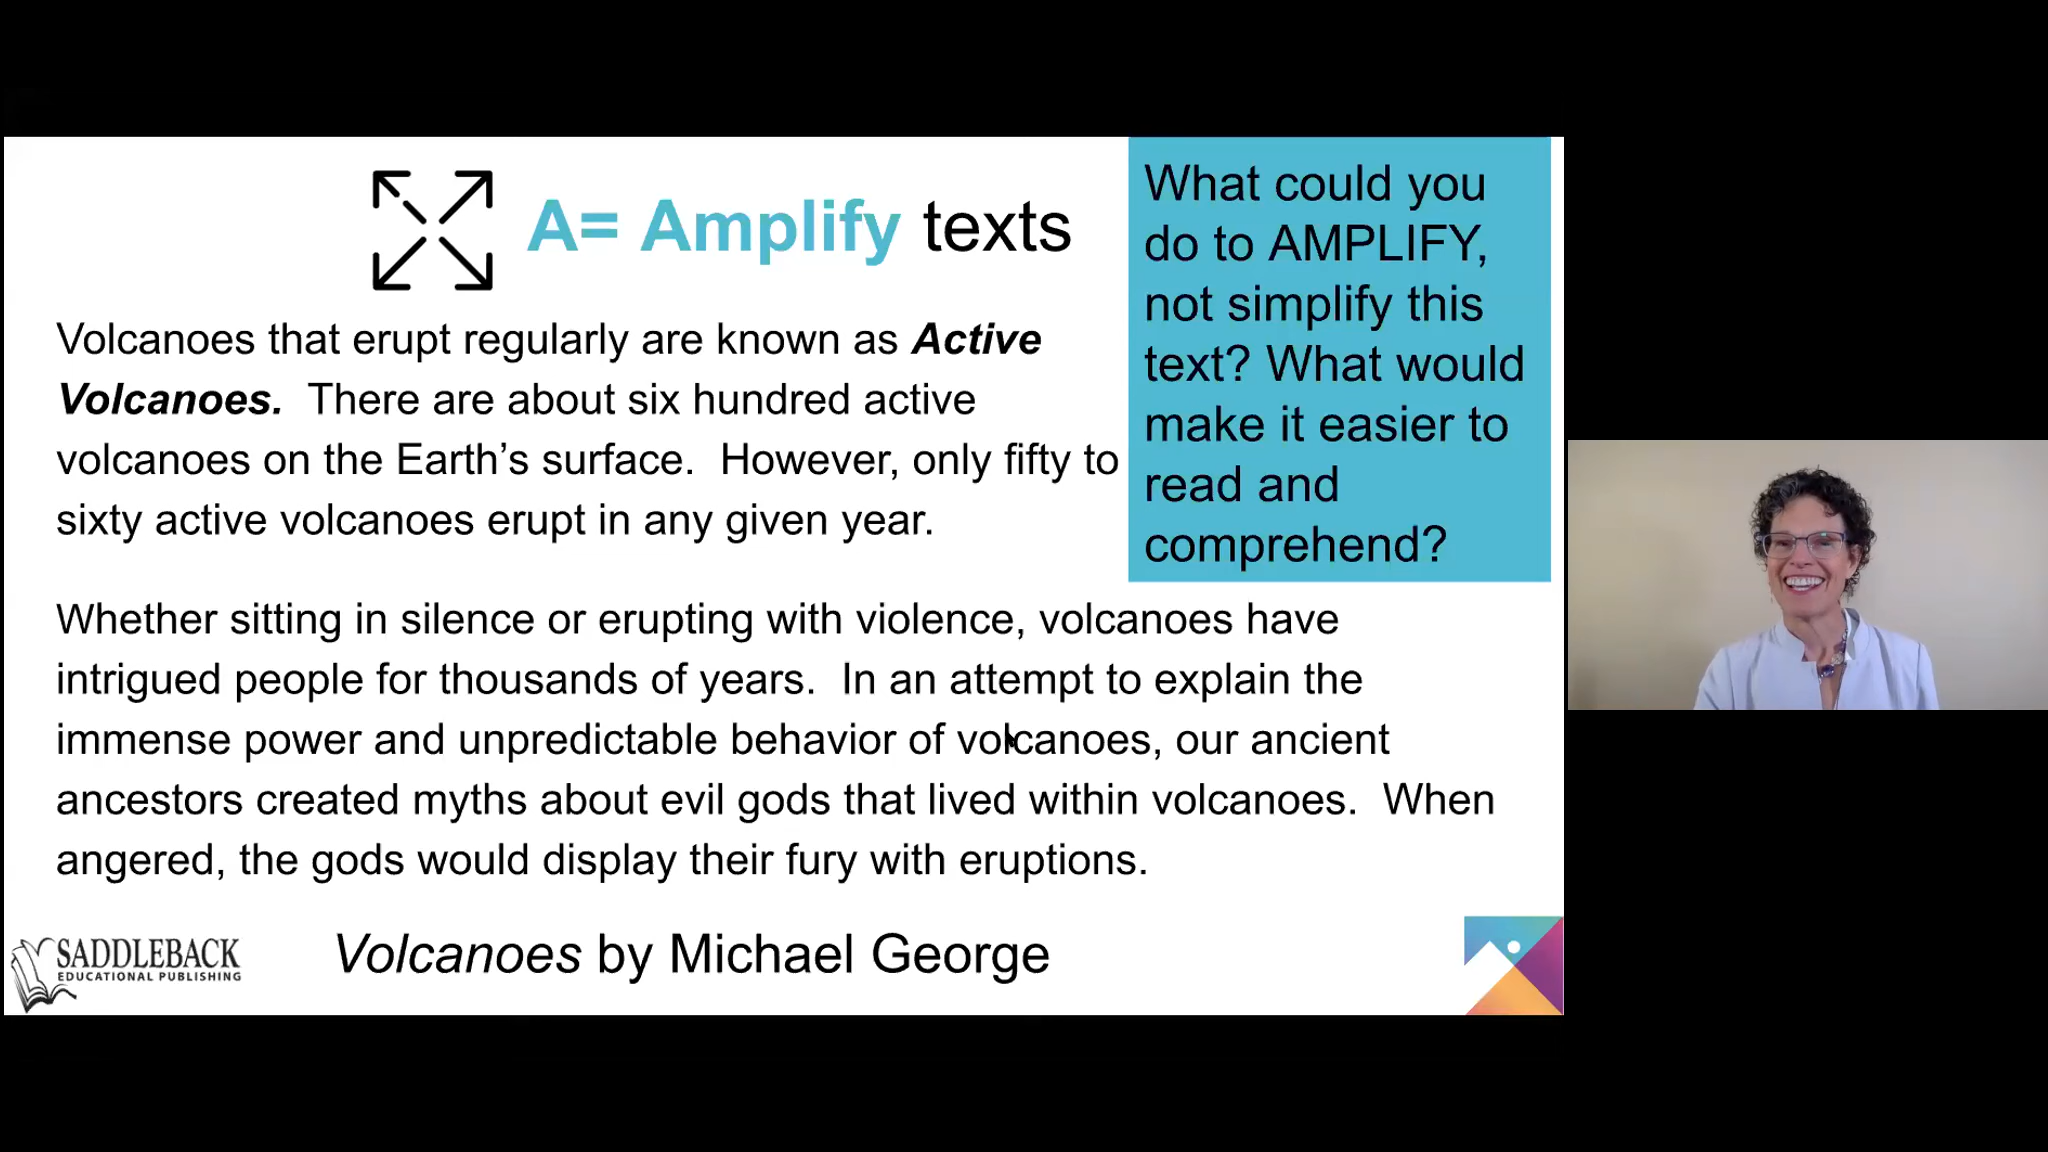 A= Amplify texts
What could you
do to AMPLIFY,
not simplify this
text? What would
make it easier to
read and
comprehend?
Volcanoes that erupt regularly are known as Active
Volcanoes. There are about six hundred active
volcanoes on the Earth’s surface. However, only fifty to
sixty active volcanoes erupt in any given year.
Whether sitting in silence or erupting with violence, volcanoes have
intrigued people for thousands of years. In an attempt to explain the
immense power and unpredictable behavior of volcanoes, our ancient
ancestors created myths about evil gods that lived within volcanoes. When
angered, the gods would display their fury with eruptions.
SADDLEBACK
EDUCATIONAL PUBLISHING
Volcanoes by Michael George